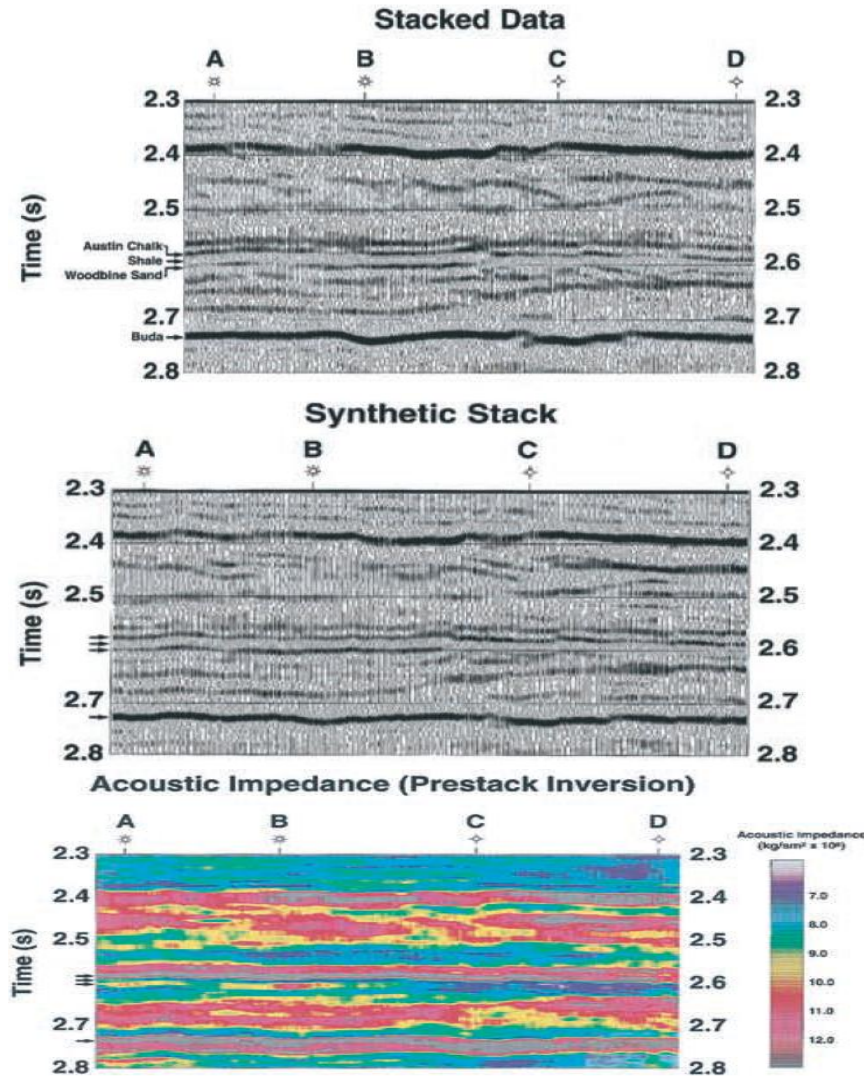 Stacked Data
A B C D
2.3 2.3
2.4 2.4
2.5 2.5
Austin Chalk
Shale
2.6
Woodbine Sand
2.7 2.7
Buda
2.8 2.8
Time (s)
Synthetic Stack
A B C D
2.3 2.3
2.4 2.4
2.5 2.5
2.6
2.7 2.7
2.8 2.8
Time (s)
Acoustic Impedance (Prestack Inversion)
A B C D
Acoustic Impedance
(kg/sm² x 10⁶)
2.3 2.3
2.4 2.4
2.5 2.5
2.6 2.6
2.7 2.7
2.8 2.8
Time (s)
7.0
8.0
9.0
10.0
11.0
12.0